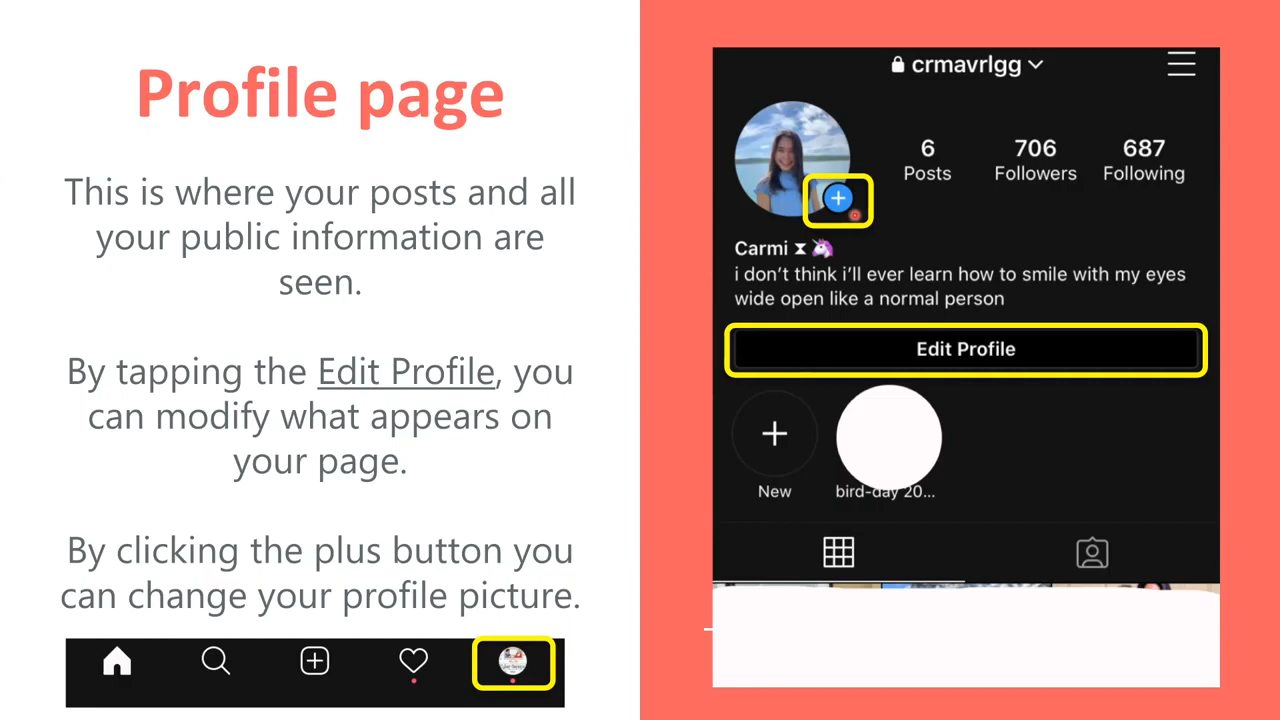 Profile page
This is where your posts and all
your public information are
seen.
By tapping the Edit Profile, you
can modify what appears on
your page.
By clicking the plus button you
can change your profile picture.
crmavrlgg
6
Posts
706
Followers
687
Following
Carmi ⧗🦄
i don't think i'll ever learn how to smile with my eyes
wide open like a normal person
Edit Profile
New
bird-day 20...